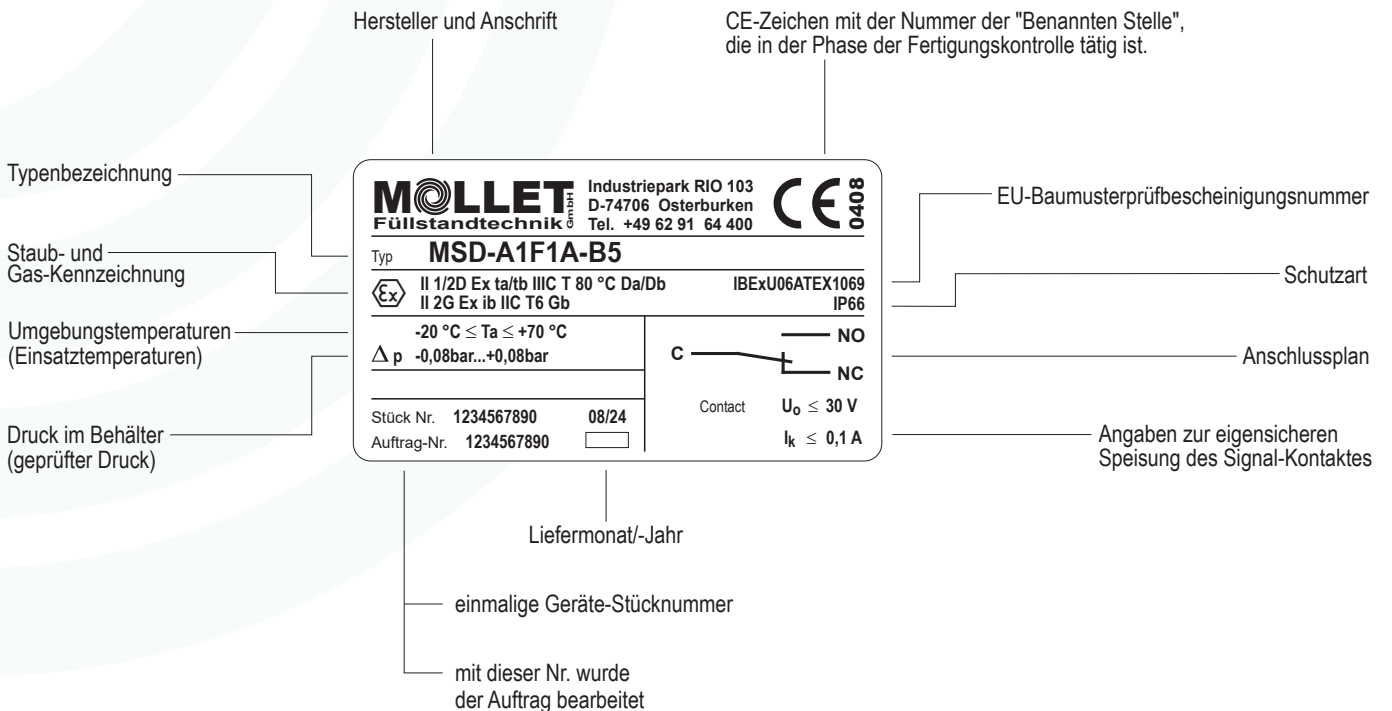 Hersteller und Anschrift
CE-Zeichen mit der Nummer der "Benannten Stelle",
die in der Phase der Fertigungskontrolle tätig ist.
Typenbezeichnung
Staub- und
Gas-Kennzeichnung
Umgebungstemperaturen
(Einsatztemperaturen)
Druck im Behälter
(geprüfter Druck)
MOLLET GmbH
Füllstandtechnik
Industriepark RIO 103
D-74706 Osterburken
Tel. +49 62 91 64 400
CE 0408
Typ MSD-A1F1A-B5
Ex
II 1/2D Ex ta/tb IIIC T 80 °C Da/Db
II 2G Ex ib IIC T6 Gb
IBExU06ATEX1069
IP66
-20 °C ≤ Ta ≤ +70 °C
Δ p -0,08bar...+0,08bar
Stück Nr. 1234567890 08/24
Auftrag-Nr. 1234567890
NO
C
NC
Contact U₀ ≤ 30 V
Iₖ ≤ 0,1 A
EU-Baumusterprüfbescheinigungsnummer
Schutzart
Anschlussplan
Angaben zur eigensicheren
Speisung des Signal-Kontaktes
Liefermonat/-Jahr
einmalige Geräte-Stücknummer
mit dieser Nr. wurde
der Auftrag bearbeitet